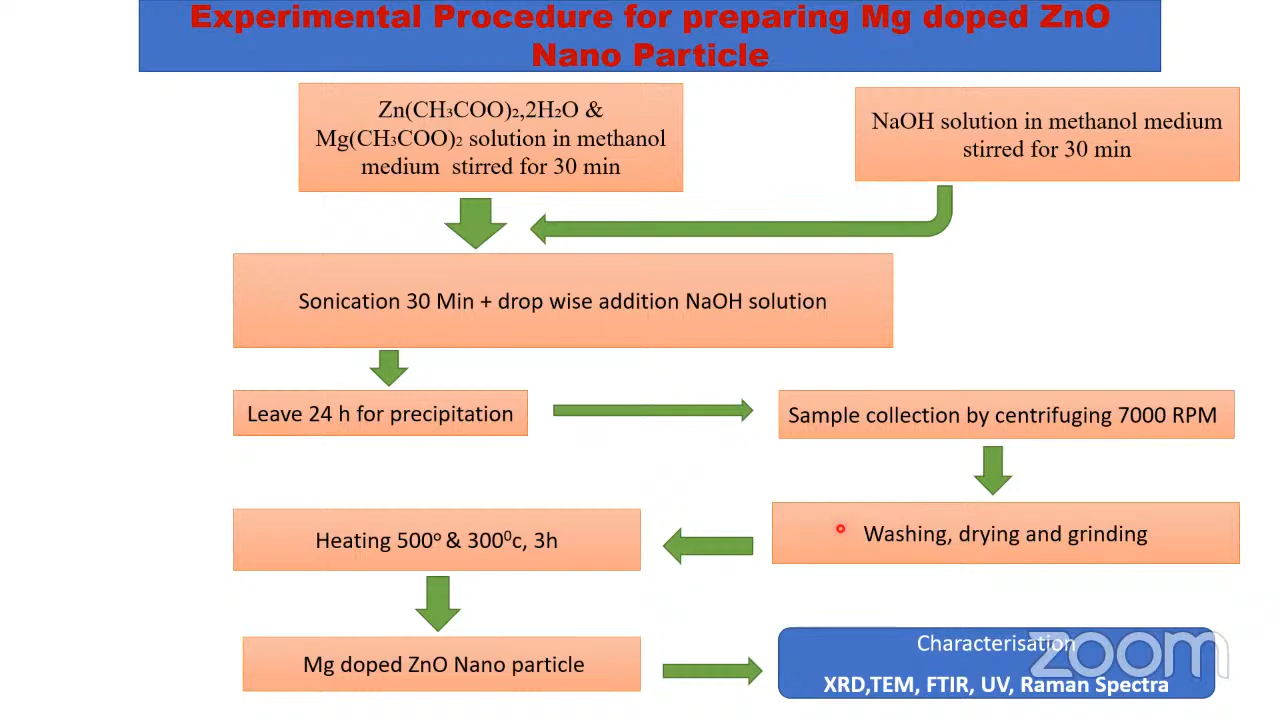 Experimental Procedure for preparing Mg doped ZnO
Nano Particle
Zn(CH₃COO)₂,2H₂O &
Mg(CH₃COO)₂ solution in methanol
medium stirred for 30 min
NaOH solution in methanol medium
stirred for 30 min
Sonication 30 Min + drop wise addition NaOH solution
Leave 24 h for precipitation
Sample collection by centrifuging 7000 RPM
Washing, drying and grinding
Heating 500° & 300⁰c, 3h
Mg doped ZnO Nano particle
Characterisation
XRD,TEM, FTIR, UV, Raman Spectra
zoom